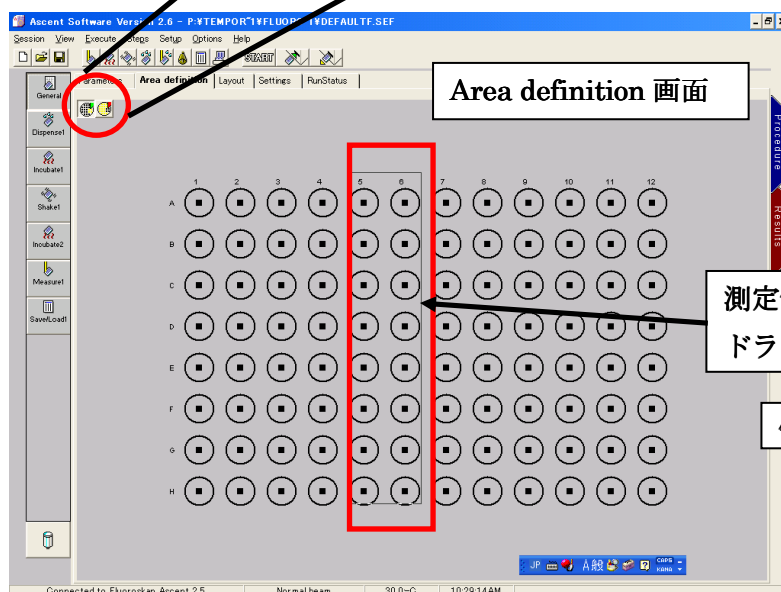 Ascent Software Version 2.6 - P:¥TEMPOR~1¥FLUORO~1¥DEFAULTF.SEF
Session View Execute Steps Setup Options Help
START
Parameters Area definition Layout Settings RunStatus
Area definition 画面
General
Dispense1
Incubate1
Shake1
Incubate2
Measure1
Save/Load1
Procedure
Results
1 2 3 4 5 6 7 8 9 10 11 12
A
B
C
D
E
F
G
H
測定
ドラ
JP A般 CAPS KANA
Connected to Fluoroskan Ascent 2.5 Normal beam 30.0°C 10:29:14AM